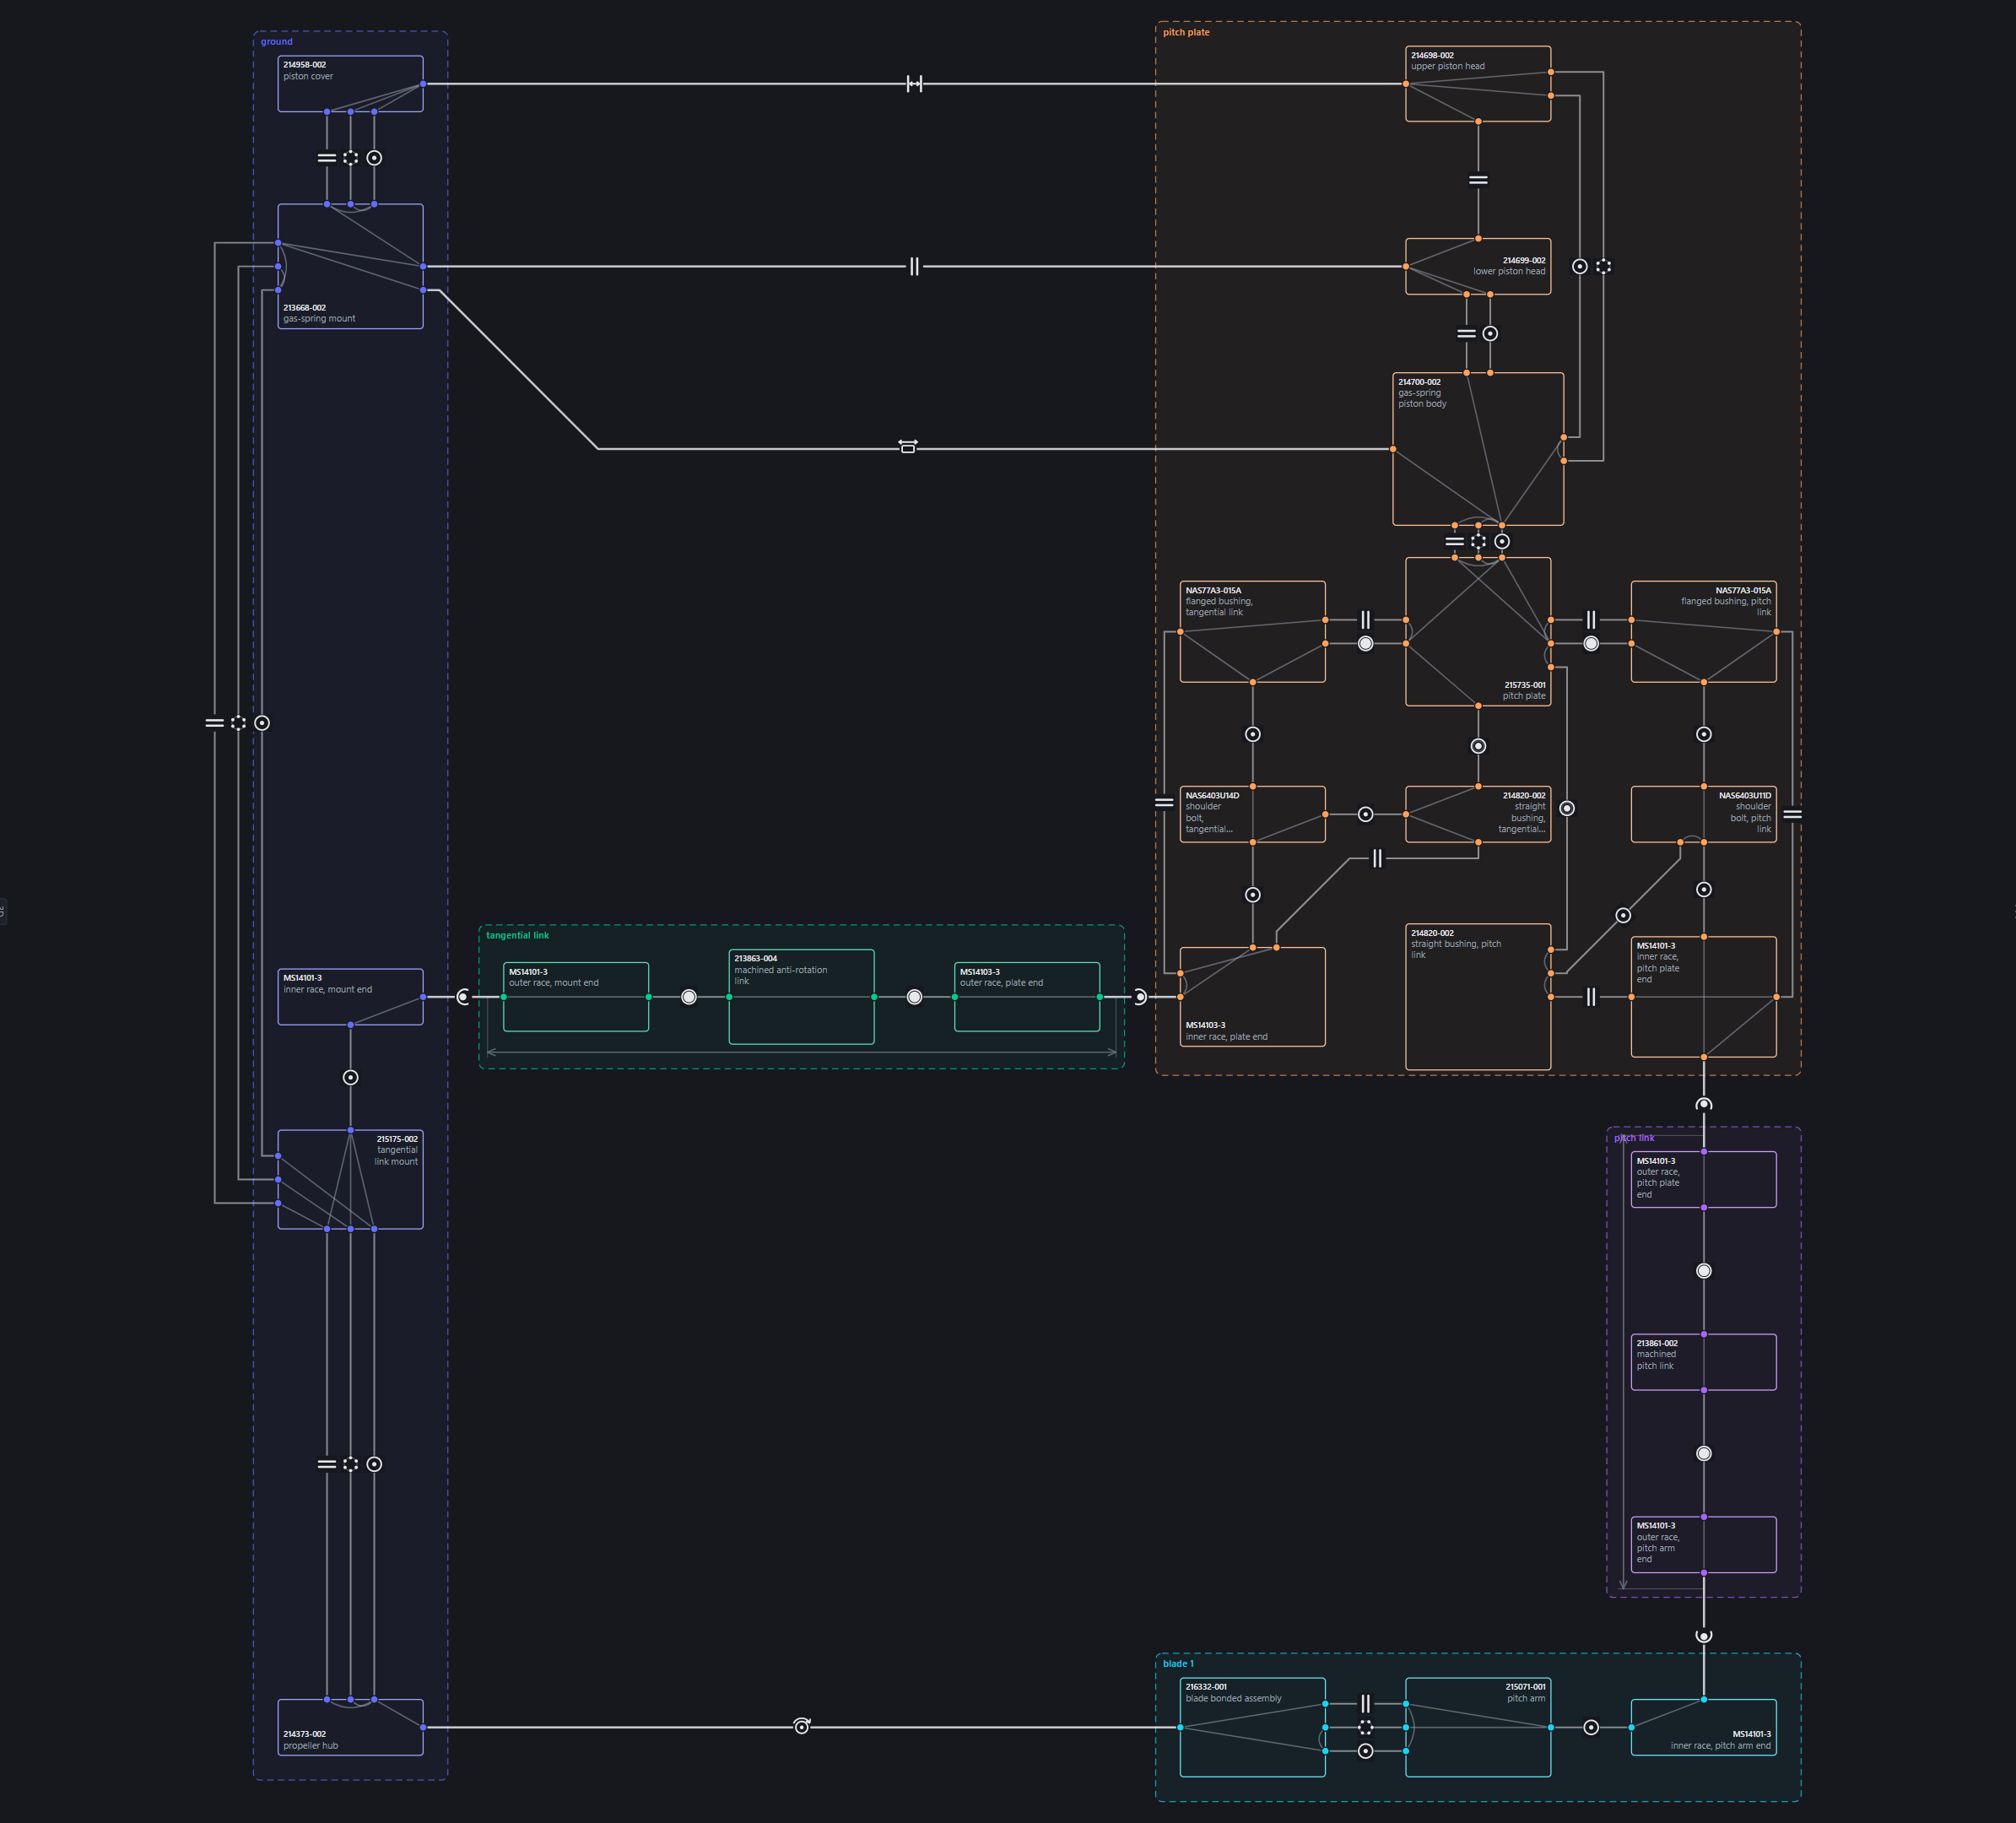 ground
214958-002
piston cover
213668-002
gas-spring mount
MS14101-3
inner race, mount end
215175-002
tangential
link mount
214373-002
propeller hub
tangential link
MS14101-3
outer race, mount end
213863-004
machined anti-rotation
link
MS14103-3
outer race, plate end
pitch plate
214698-002
upper piston head
214699-002
lower piston head
214700-002
gas-spring
piston body
NAS77A3-015A
flanged bushing,
tangential link
215735-001
pitch plate
NAS77A3-015A
flanged bushing, pitch
link
NAS6403U14D
shoulder
bolt,
tangential...
214820-002
straight
bushing,
tangential...
NAS6403U11D
shoulder
bolt, pitch
link
MS14103-3
inner race, plate end
214820-002
straight bushing, pitch
link
MS14101-3
inner race,
pitch plate
end
pitch link
MS14101-3
outer race,
pitch plate
end
213861-002
machined
pitch link
MS14101-3
outer race,
pitch arm
end
blade 1
216332-001
blade bonded assembly
215071-001
pitch arm
MS14101-3
inner race, pitch arm end